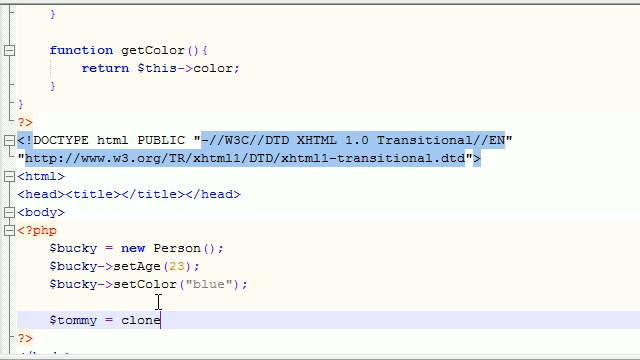 }
function getColor(){
return $this->color;
}
}
?>
<!DOCTYPE html PUBLIC "-//W3C//DTD XHTML 1.0 Transitional//EN"
"http://www.w3.org/TR/xhtml1/DTD/xhtml1-transitional.dtd">
<html>
<head><title></title></head>
<body>
<?php
$bucky = new Person();
$bucky->setAge(23);
$bucky->setColor("blue");
$tommy = clone
?>